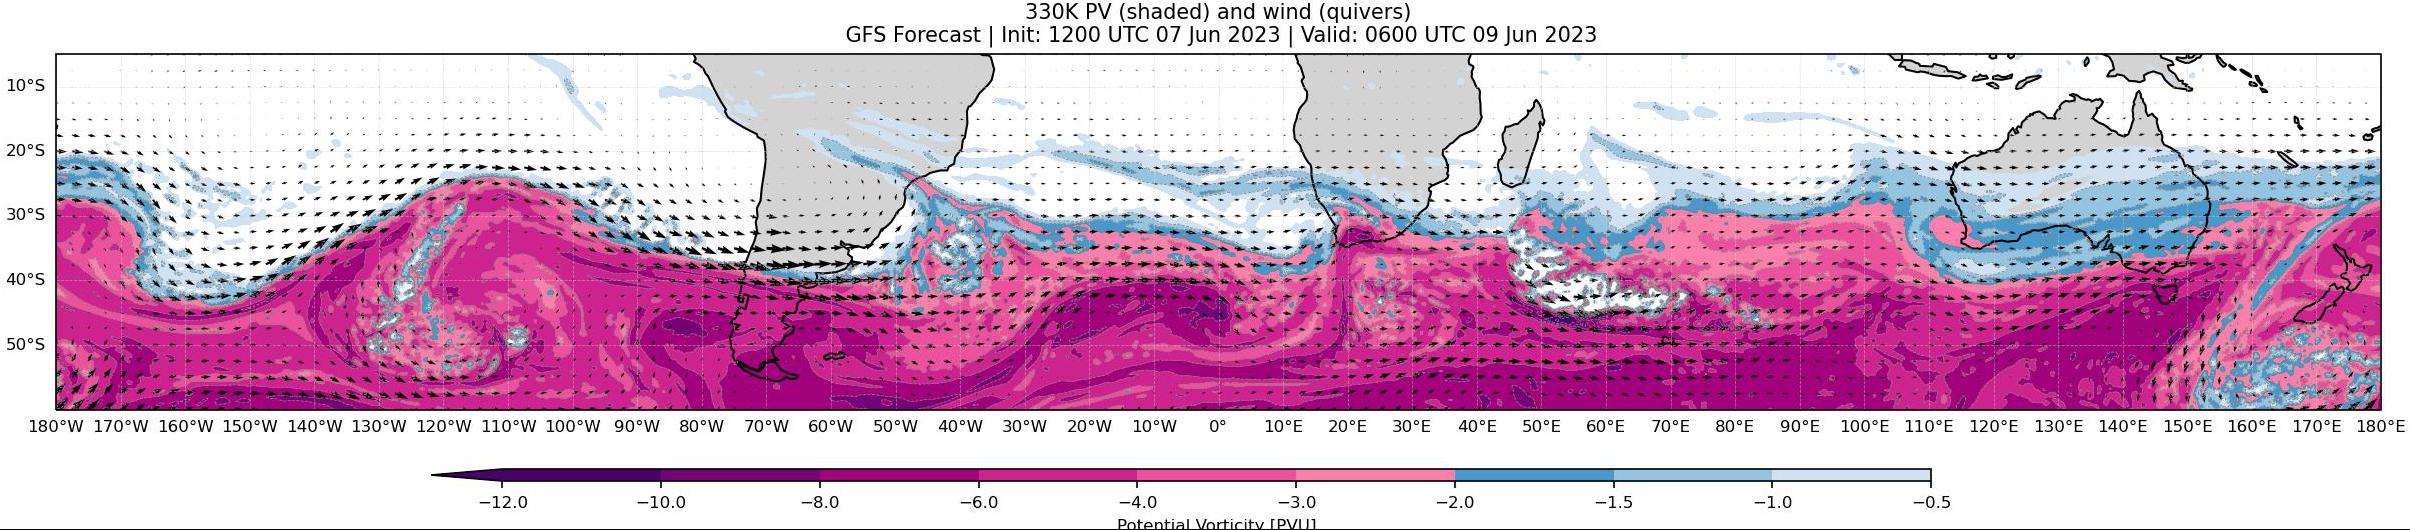 330K PV (shaded) and wind (quivers)
GFS Forecast | Init: 1200 UTC 07 Jun 2023 | Valid: 0600 UTC 09 Jun 2023
10°S
20°S
30°S
40°S
50°S
180°W 170°W 160°W 150°W 140°W 130°W 120°W 110°W 100°W 90°W 80°W 70°W 60°W 50°W 40°W 30°W 20°W 10°W 0° 10°E 20°E 30°E 40°E 50°E 60°E 70°E 80°E 90°E 100°E 110°E 120°E 130°E 140°E 150°E 160°E 170°E 180°E
−12.0 −10.0 −8.0 −6.0 −4.0 −3.0 −2.0 −1.5 −1.0 −0.5
Potential Vorticity [PVU]